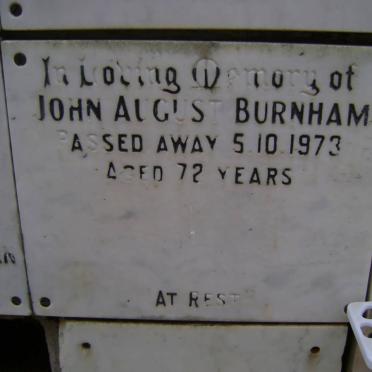 In Loving Memory of
JOHN AUGUST BURNHAM
PASSED AWAY 5.10.1973
AGED 72 YEARS
AT REST